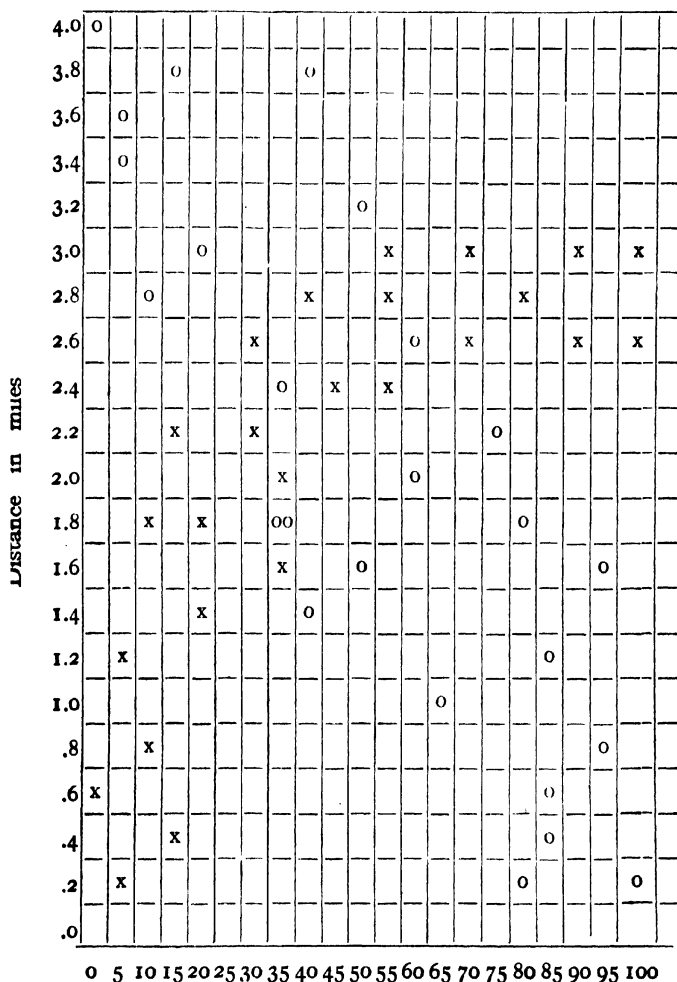 Distance in mues
4.0 o
3.8 o o
3.6 o
3.4 o
3.2 o
3.0 o x x x x
2.8 o x x x
2.6 x o x x x
2.4 o x x
2.2 x x o
2.0 x o
1.8 x x oo o
1.6 x o o
1.4 x o
1.2 x o
1.0 o
.8 x o
.6 x o
.4 x o
.2 x o o
.0
0 5 10 15 20 25 30 35 40 45 50 55 60 65 70 75 80 85 90 95 100